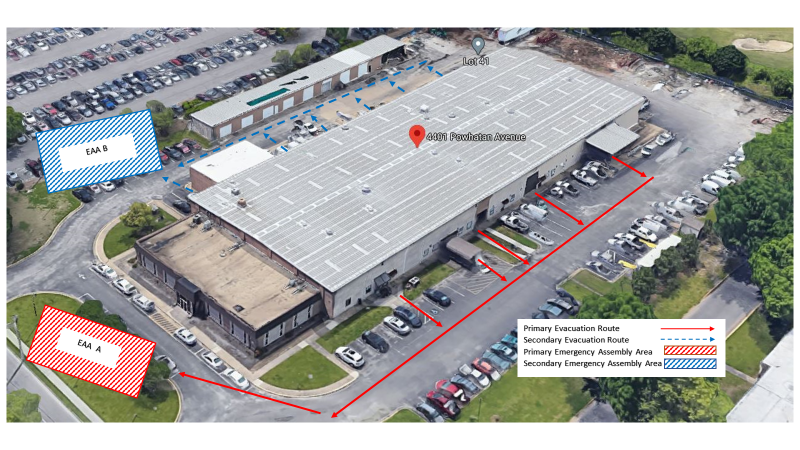 Lot 41
4401 Powhatan Avenue
EAA B
EAA A
Primary Evacuation Route
Secondary Evacuation Route
Primary Emergency Assembly Area
Secondary Emergency Assembly Area